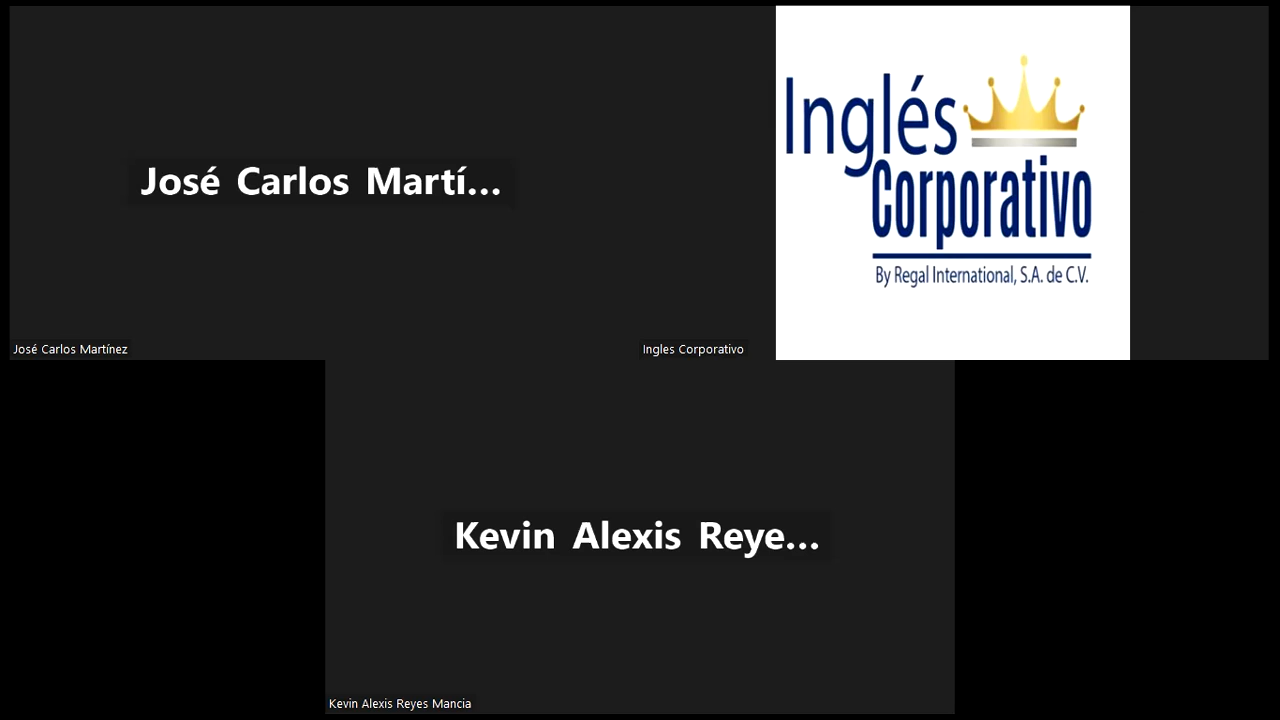 José Carlos Martí...
José Carlos Martínez
Inglés
Corporativo
By Regal International, S.A. de C.V.
Ingles Corporativo
Kevin Alexis Reye...
Kevin Alexis Reyes Mancia